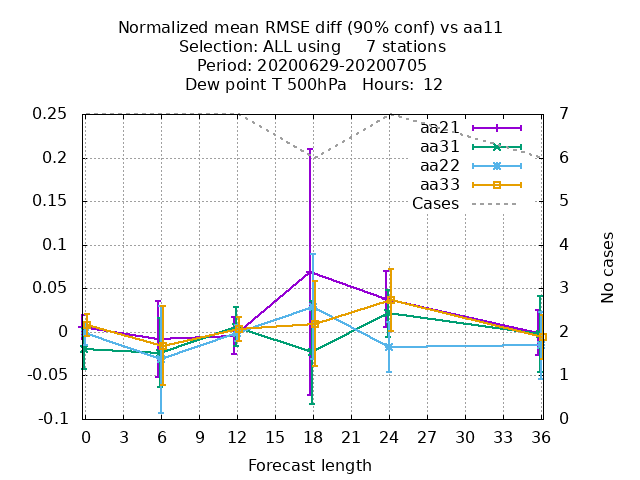 Normalized mean RMSE diff (90% conf) vs aa11
Selection: ALL using     7 stations
Period: 20200629-20200705
Dew point T 500hPa   Hours:  12
0.25
0.2
0.15
0.1
0.05
0
-0.05
-0.1
7
6
5
4
3
2
1
0
No cases
aa21
aa31
aa22
aa33
Cases
0 3 6 9 12 15 18 21 24 27 30 33 36
Forecast length